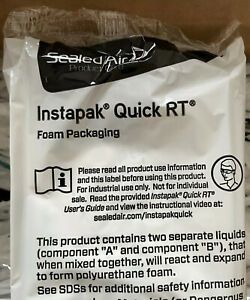 Sealed Air
Product Care
Instapak® Quick RT®
Foam Packaging
Please read all product use information
and this label before using this product.
For industrial use only. Not for individual
sale. Read the provided Instapak® Quick RT®
User's Guide and view the instructional video at:
sealedair.com/instapakquick
This product contains two separate liquids
(component "A" and component "B"), that
when mixed together, will react and expand
to form polyurethane foam.
See SDSs for additional safety information